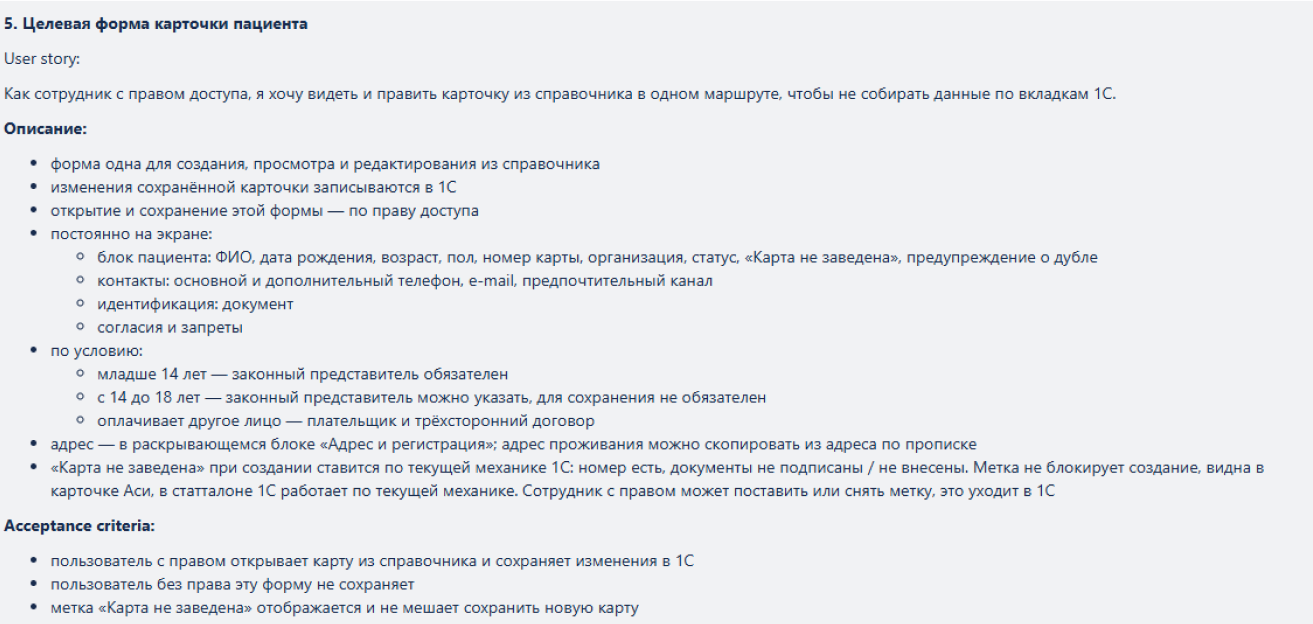 5. Целевая форма карточки пациента
User story:
Как сотрудник с правом доступа, я хочу видеть и править карточку из справочника в одном маршруте, чтобы не собирать данные по вкладкам 1С.
Описание:
• форма одна для создания, просмотра и редактирования из справочника
• изменения сохранённой карточки записываются в 1С
• открытие и сохранение этой формы — по праву доступа
• постоянно на экране:
◦ блок пациента: ФИО, дата рождения, возраст, пол, номер карты, организация, статус, «Карта не заведена», предупреждение о дубле
◦ контакты: основной и дополнительный телефон, e-mail, предпочтительный канал
◦ идентификация: документ
◦ согласия и запреты
• по условию:
◦ младше 14 лет — законный представитель обязателен
◦ с 14 до 18 лет — законный представитель можно указать, для сохранения не обязателен
◦ оплачивает другое лицо — плательщик и трёхсторонний договор
• адрес — в раскрывающемся блоке «Адрес и регистрация»; адрес проживания можно скопировать из адреса по прописке
• «Карта не заведена» при создании ставится по текущей механике 1С: номер есть, документы не подписаны / не внесены. Метка не блокирует создание, видна в
карточке Аси, в статталоне 1С работает по текущей механике. Сотрудник с правом может поставить или снять метку, это уходит в 1С
Acceptance criteria:
• пользователь с правом открывает карту из справочника и сохраняет изменения в 1С
• пользователь без права эту форму не сохраняет
• метка «Карта не заведена» отображается и не мешает сохранить новую карту